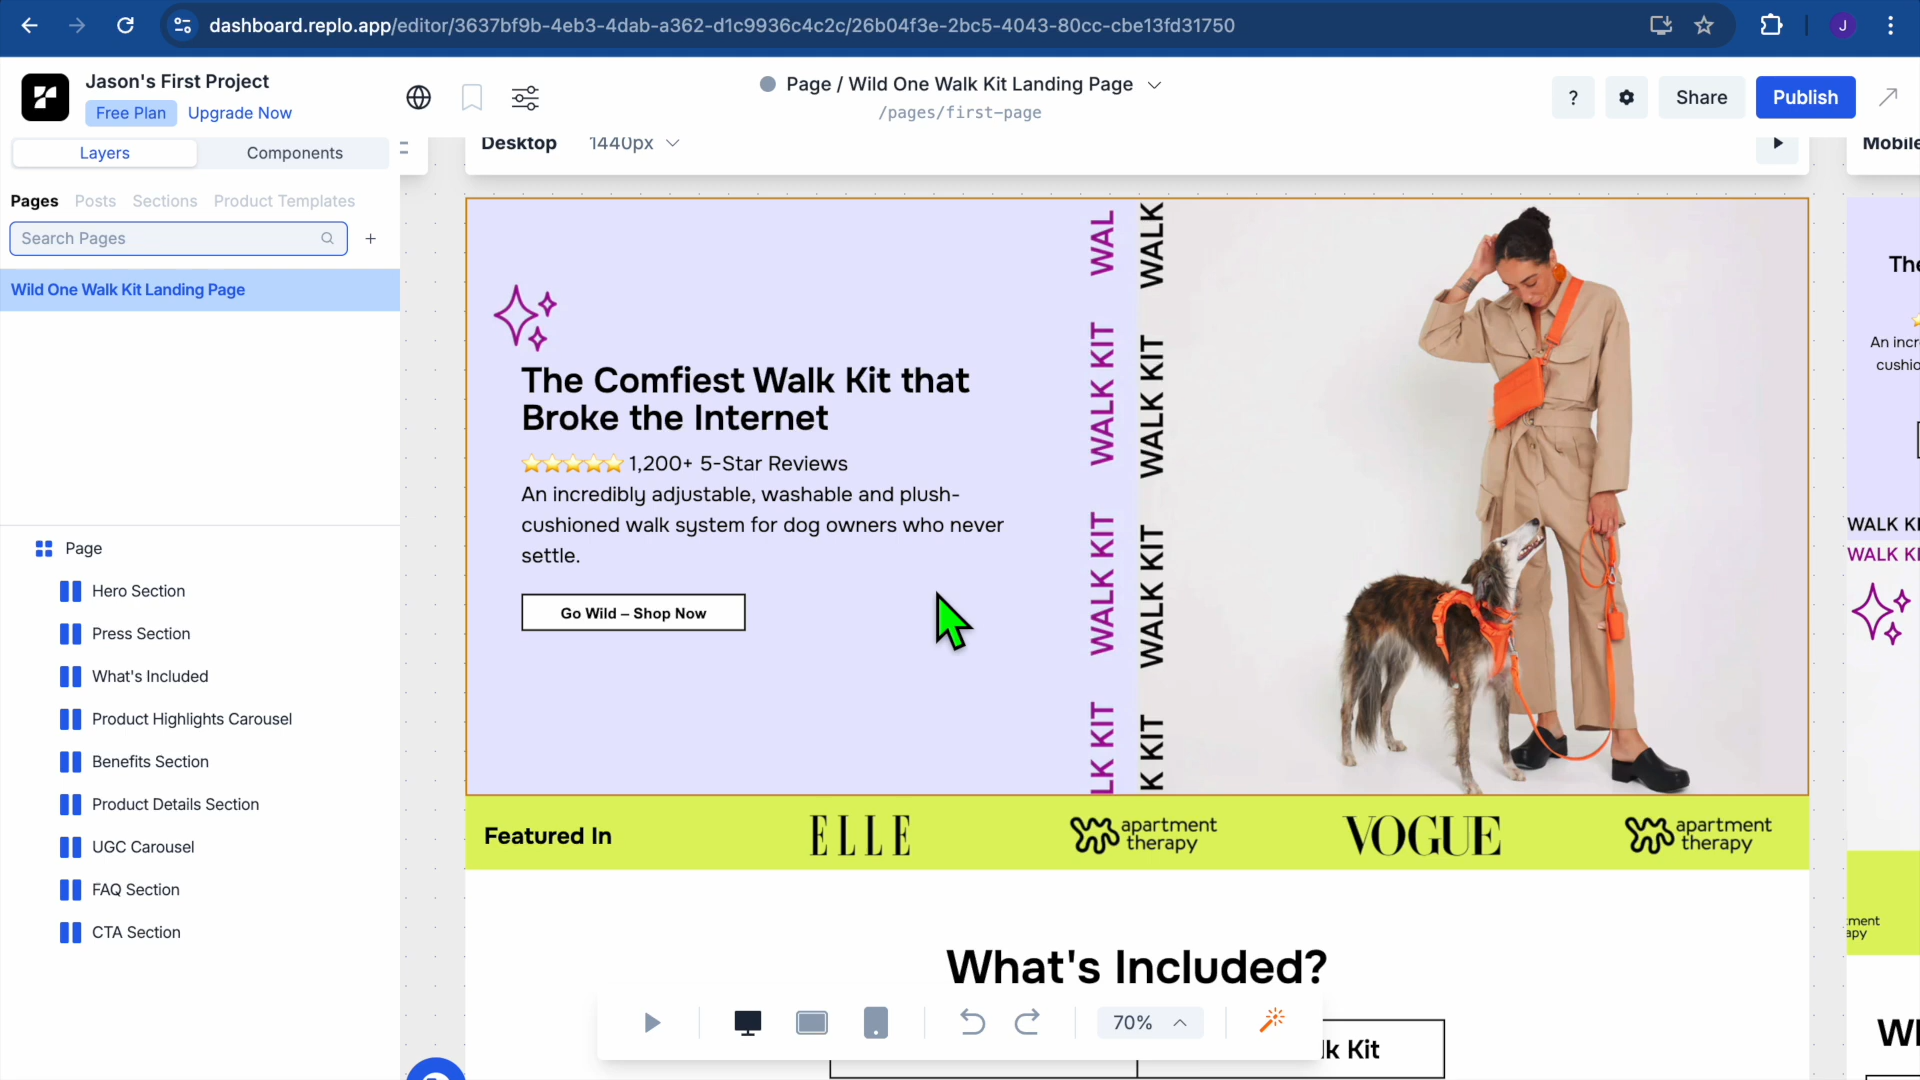 dashboard.replo.app/editor/3637bf9b-4eb3-4dab-a362-d1c9936c4c2c/26b04f3e-2bc5-4043-80cc-cbe13fd31750
J
Jason's First Project
Free Plan Upgrade Now
Page / Wild One Walk Kit Landing Page
/pages/first-page
?
Share
Publish
Layers
Components
Desktop
1440px
Mobile
Pages Posts Sections Product Templates
Search Pages
+
Wild One Walk Kit Landing Page
Page
Hero Section
Press Section
What's Included
Product Highlights Carousel
Benefits Section
Product Details Section
UGC Carousel
FAQ Section
CTA Section
The Comfiest Walk Kit that
Broke the Internet
⭐⭐⭐⭐⭐ 1,200+ 5-Star Reviews
An incredibly adjustable, washable and plush-
cushioned walk system for dog owners who never
settle.
Go Wild – Shop Now
WAL
WALK KIT
WALK KIT
LK KIT
WALK
WALK KIT
WALK KIT
K KIT
Featured In
ELLE
apartment
therapy
VOGUE
apartment
therapy
What's Included?
lk Kit
70%
The
An incr
cushio
WALK KI
WALK KI
ment
apy
Wh